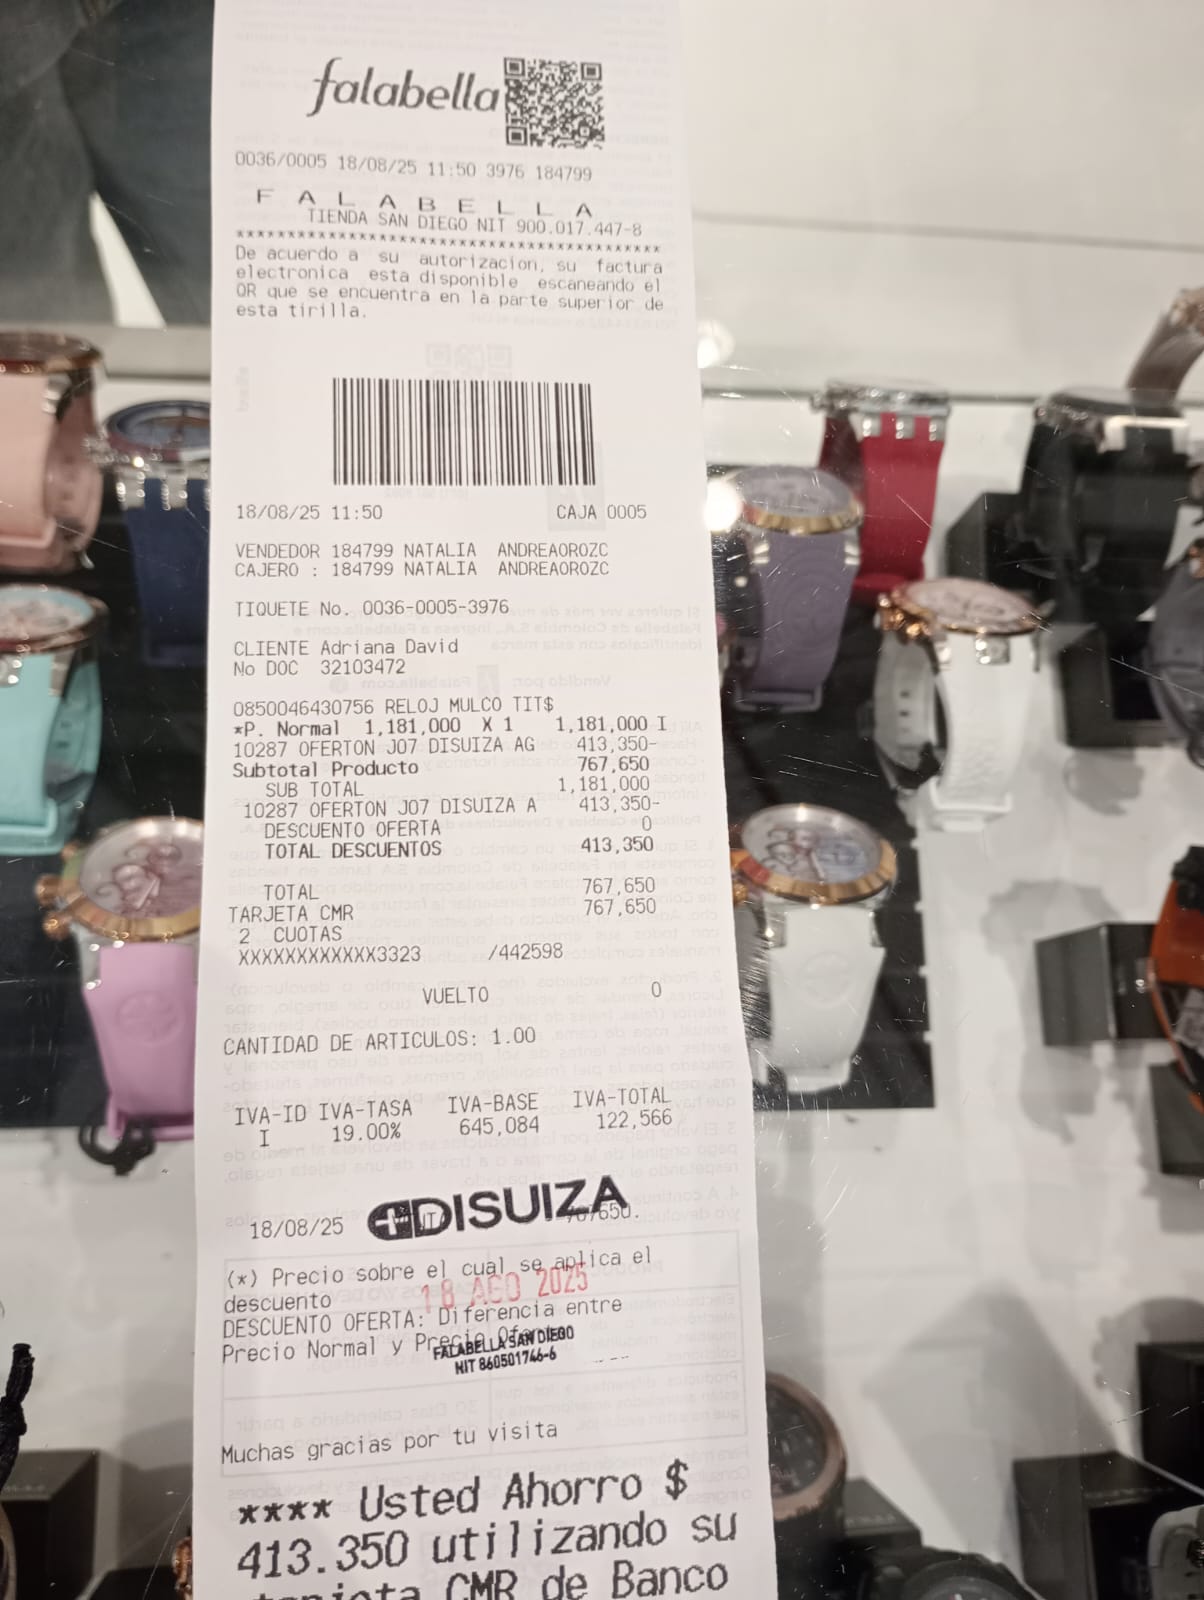 falabella
0036/0005 18/08/25 11:50 3976 184799
F A L A B E L L A
TIENDA SAN DIEGO NIT 900.017.447-8
******************************************
De acuerdo a su autorizacion, su factura
electronica esta disponible escaneando el
QR que se encuentra en la parte superior de
esta tirilla.
18/08/25 11:50 CAJA 0005
VENDEDOR 184799 NATALIA ANDREAOROZC
CAJERO : 184799 NATALIA ANDREAOROZC
TIQUETE No. 0036-0005-3976
CLIENTE Adriana David
No DOC 32103472
0850046430756 RELOJ MULCO TIT$
*P. Normal 1,181,000 X 1 1,181,000 I
10287 OFERTON J07 DISUIZA AG 413,350-
Subtotal Producto 767,650
SUB TOTAL 1,181,000
10287 OFERTON J07 DISUIZA A 413,350-
DESCUENTO OFERTA 0
TOTAL DESCUENTOS 413,350
TOTAL 767,650
TARJETA CMR 767,650
2 CUOTAS
XXXXXXXXXXXX3323 /442598
VUELTO 0
CANTIDAD DE ARTICULOS: 1.00
IVA-ID IVA-TASA IVA-BASE IVA-TOTAL
I 19.00% 645,084 122,566
DISUIZA
18/08/25 767650.
(*) Precio sobre el cual se aplica el
descuento
18 AGO 2025
DESCUENTO OFERTA: Diferencia entre
Precio Normal y Precio
FALABELLA SAN DIEGO
NIT 860501746-6
Muchas gracias por tu visita
**** Usted Ahorro $
413.350 utilizando su
tarjeta CMR de Banco